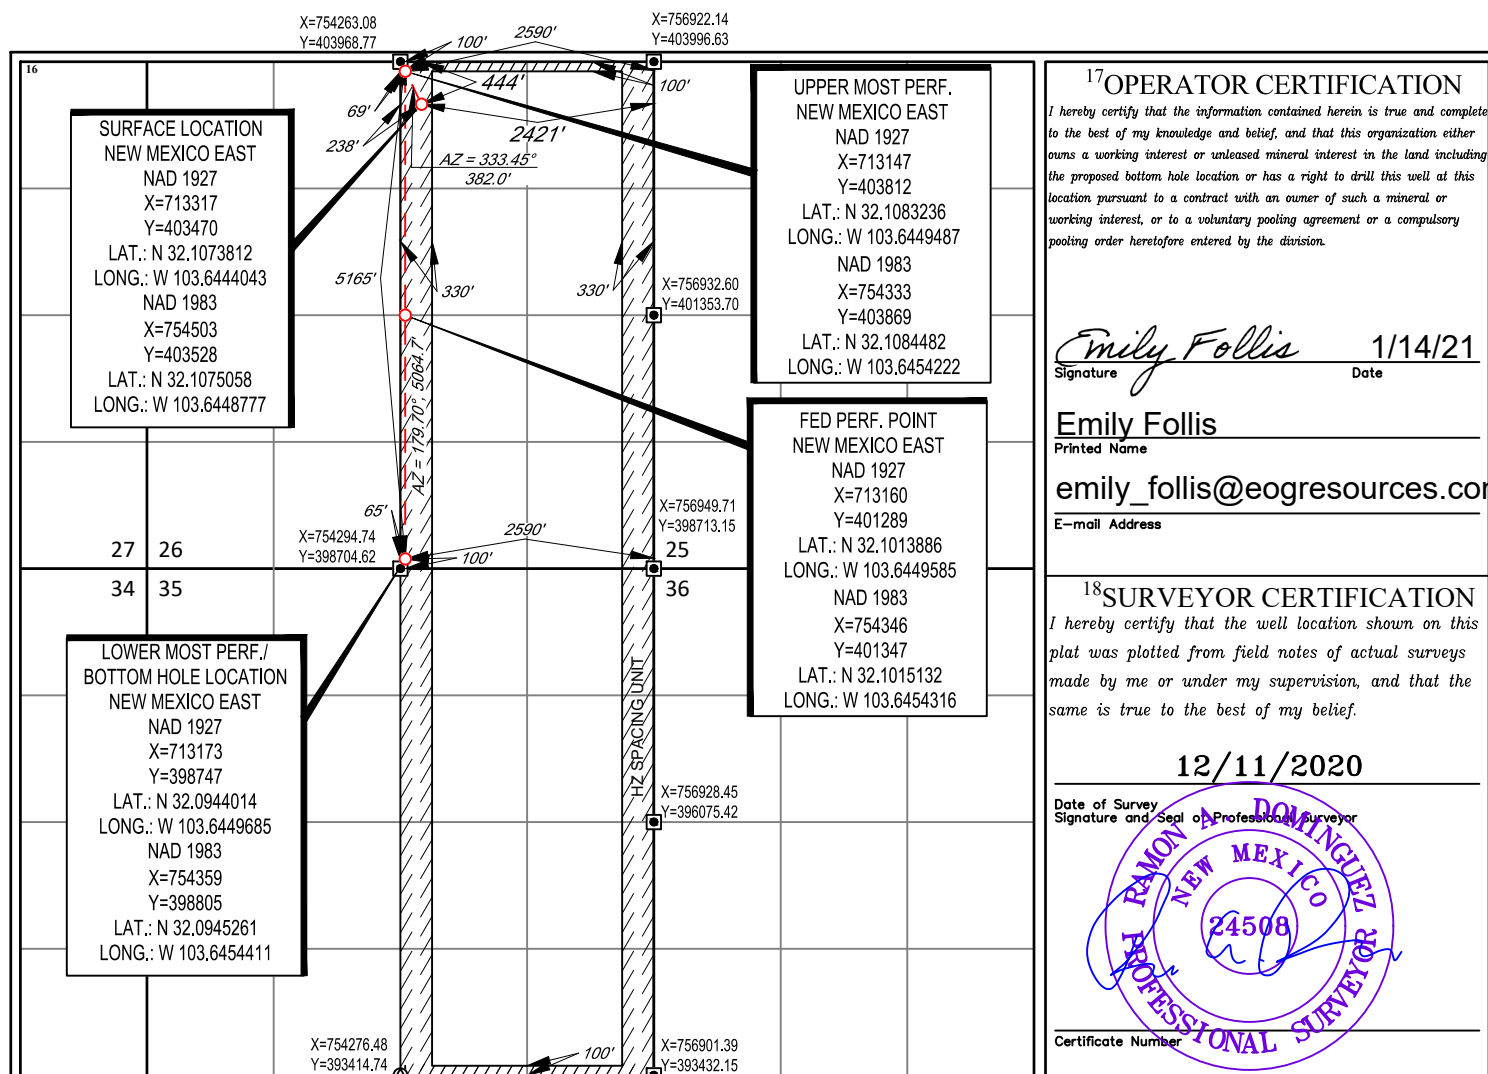 X=754263.08
Y=403968.77
X=756922.14
Y=403996.63
100'
2590'
16
444'
100'
69'
2421'
238'
AZ = 333.45°
382.0'
SURFACE LOCATION
NEW MEXICO EAST
NAD 1927
X=713317
Y=403470
LAT.: N 32.1073812
LONG.: W 103.6444043
NAD 1983
X=754503
Y=403528
LAT.: N 32.1075058
LONG.: W 103.6448777
UPPER MOST PERF.
NEW MEXICO EAST
NAD 1927
X=713147
Y=403812
LAT.: N 32.1083236
LONG.: W 103.6449487
NAD 1983
X=754333
Y=403869
LAT.: N 32.1084482
LONG.: W 103.6454222
5165'
330'
330'
X=756932.60
Y=401353.70
AZ = 179.70°, 5064.7'
FED PERF. POINT
NEW MEXICO EAST
NAD 1927
X=713160
Y=401289
LAT.: N 32.1013886
LONG.: W 103.6449585
NAD 1983
X=754346
Y=401347
LAT.: N 32.1015132
LONG.: W 103.6454316
65'
X=754294.74
Y=398704.62
2590'
100'
X=756949.71
Y=398713.15
27 26
25
34 35
36
LOWER MOST PERF./
BOTTOM HOLE LOCATION
NEW MEXICO EAST
NAD 1927
X=713173
Y=398747
LAT.: N 32.0944014
LONG.: W 103.6449685
NAD 1983
X=754359
Y=398805
LAT.: N 32.0945261
LONG.: W 103.6454411
HZ SPACING UNIT
X=756928.45
Y=396075.42
X=754276.48
Y=393414.74
100'
X=756901.39
Y=393432.15
17 OPERATOR CERTIFICATION
I hereby certify that the information contained herein is true and complete
to the best of my knowledge and belief, and that this organization either
owns a working interest or unleased mineral interest in the land including
the proposed bottom hole location or has a right to drill this well at this
location pursuant to a contract with an owner of such a mineral or
working interest, or to a voluntary pooling agreement or a compulsory
pooling order heretofore entered by the division.
Emily Follis 1/14/21
Signature Date
Emily Follis
Printed Name
emily_follis@eogresources.com
E-mail Address
18 SURVEYOR CERTIFICATION
I hereby certify that the well location shown on this
plat was plotted from field notes of actual surveys
made by me or under my supervision, and that the
same is true to the best of my belief.
12/11/2020
Date of Survey
Signature and Seal of Professional Surveyor
RAMON A. DOMINGUEZ
NEW MEXICO
24508
PROFESSIONAL SURVEYOR
Certificate Number